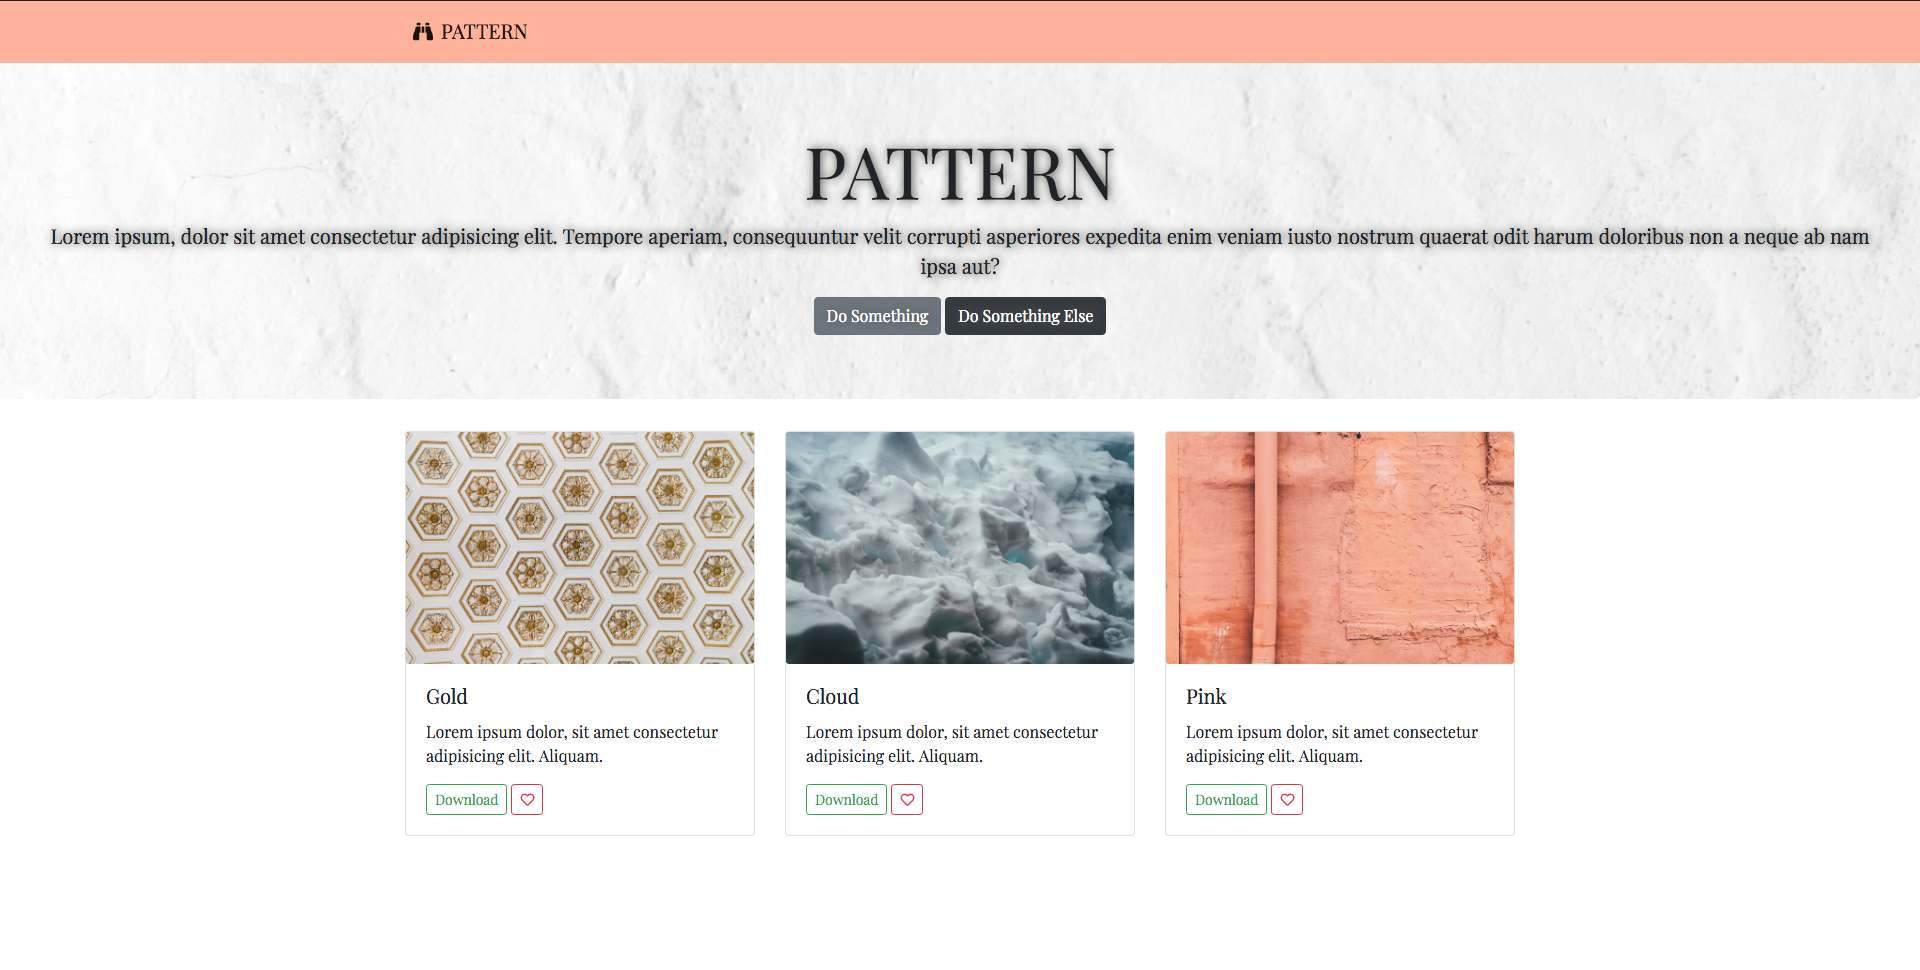 PATTERN
PATTERN
Lorem ipsum, dolor sit amet consectetur adipisicing elit. Tempore aperiam, consequuntur velit corrupti asperiores expedita enim veniam iusto nostrum quaerat odit harum doloribus non a neque ab nam
ipsa aut?
Do Something Do Something Else
Gold
Lorem ipsum dolor, sit amet consectetur
adipisicing elit. Aliquam.
Download
Cloud
Lorem ipsum dolor, sit amet consectetur
adipisicing elit. Aliquam.
Download
Pink
Lorem ipsum dolor, sit amet consectetur
adipisicing elit. Aliquam.
Download